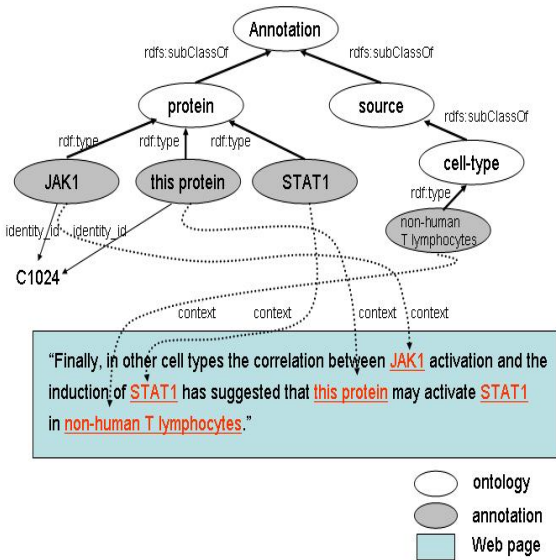 Annotation
rdfs:subClassOf
rdfs:subClassOf
protein
source
rdfs:subClassOf
rdf:type
rdf:type
rdf:type
cell-type
rdf:type
JAK1
this protein
STAT1
non-human
T lymphocytes
identity_id
identity_id
C1024
context
context
context
context
“Finally, in other cell types the correlation between JAK1 activation and the
induction of STAT1 has suggested that this protein may activate STAT1
in non-human T lymphocytes.”
ontology
annotation
Web page